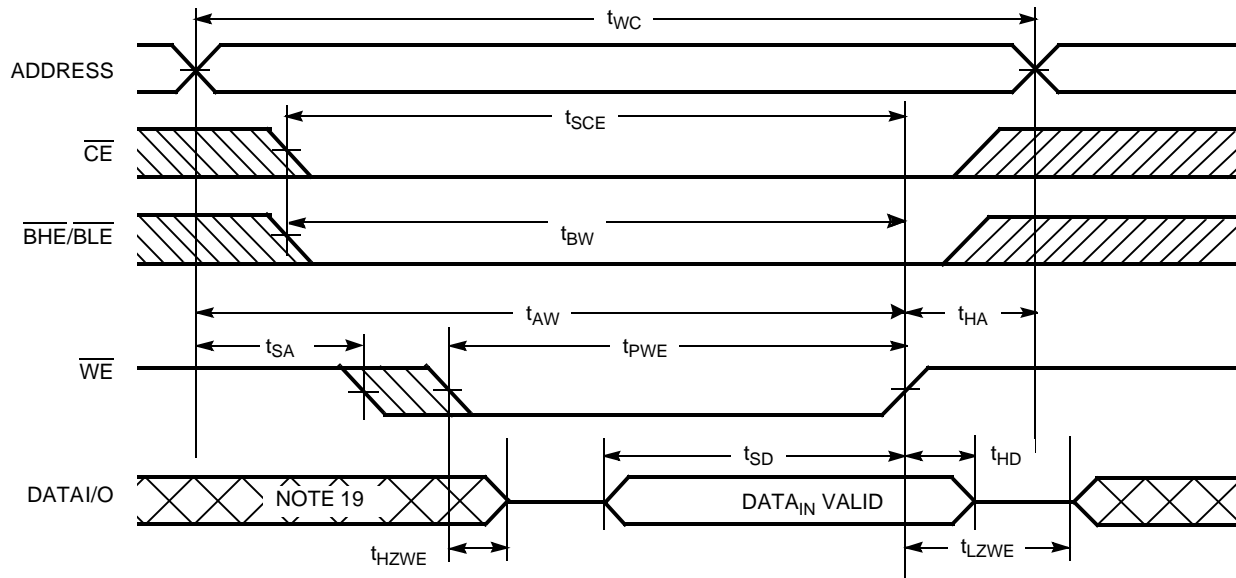 tWC
ADDRESS
tSCE
CE
tBW
BHE/BLE
tAW
tHA
tSA
tPWE
WE
tSD
tHD
DATAI/O
NOTE 19
DATAIN VALID
tHZWE
tLZWE